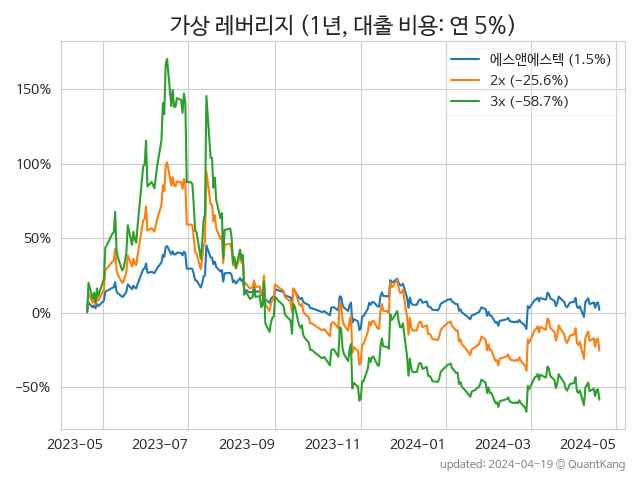 가상 레버리지 (1년, 대출 비용: 연 5%)
에스앤에스텍 (1.5%)
2x (−25.6%)
3x (−58.7%)
150%
100%
50%
0%
−50%
2023-05 2023-07 2023-09 2023-11 2024-01 2024-03 2024-05
updated: 2024-04-19 © QuantKang